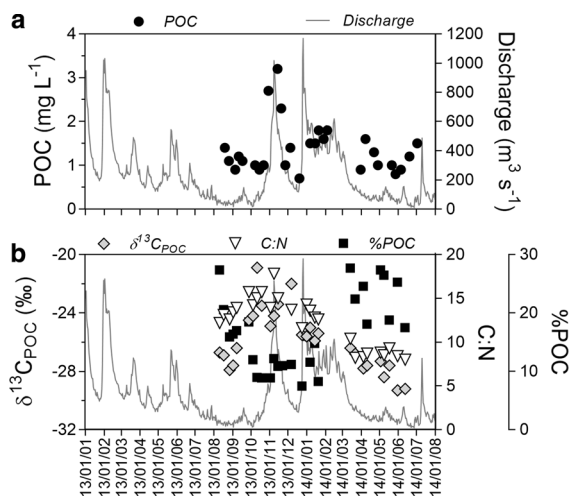 a POC Discharge
4 1200
1000
3 800
2 600
400
1 200
0 0
POC (mg L⁻¹)
Discharge (m³ s⁻¹)
b δ¹³C_POC C:N %POC
-20 20 30
-24 15 20
-28 10 10
5
-32 0 0
δ¹³C_POC (‰)
C:N
%POC
13/01/01 13/01/02 13/01/03 13/01/04 13/01/05 13/01/06 13/01/07 13/01/08 13/01/09 13/01/10 13/01/11 13/01/12 14/01/01 14/01/02 14/01/03 14/01/04 14/01/05 14/01/06 14/01/07 14/01/08